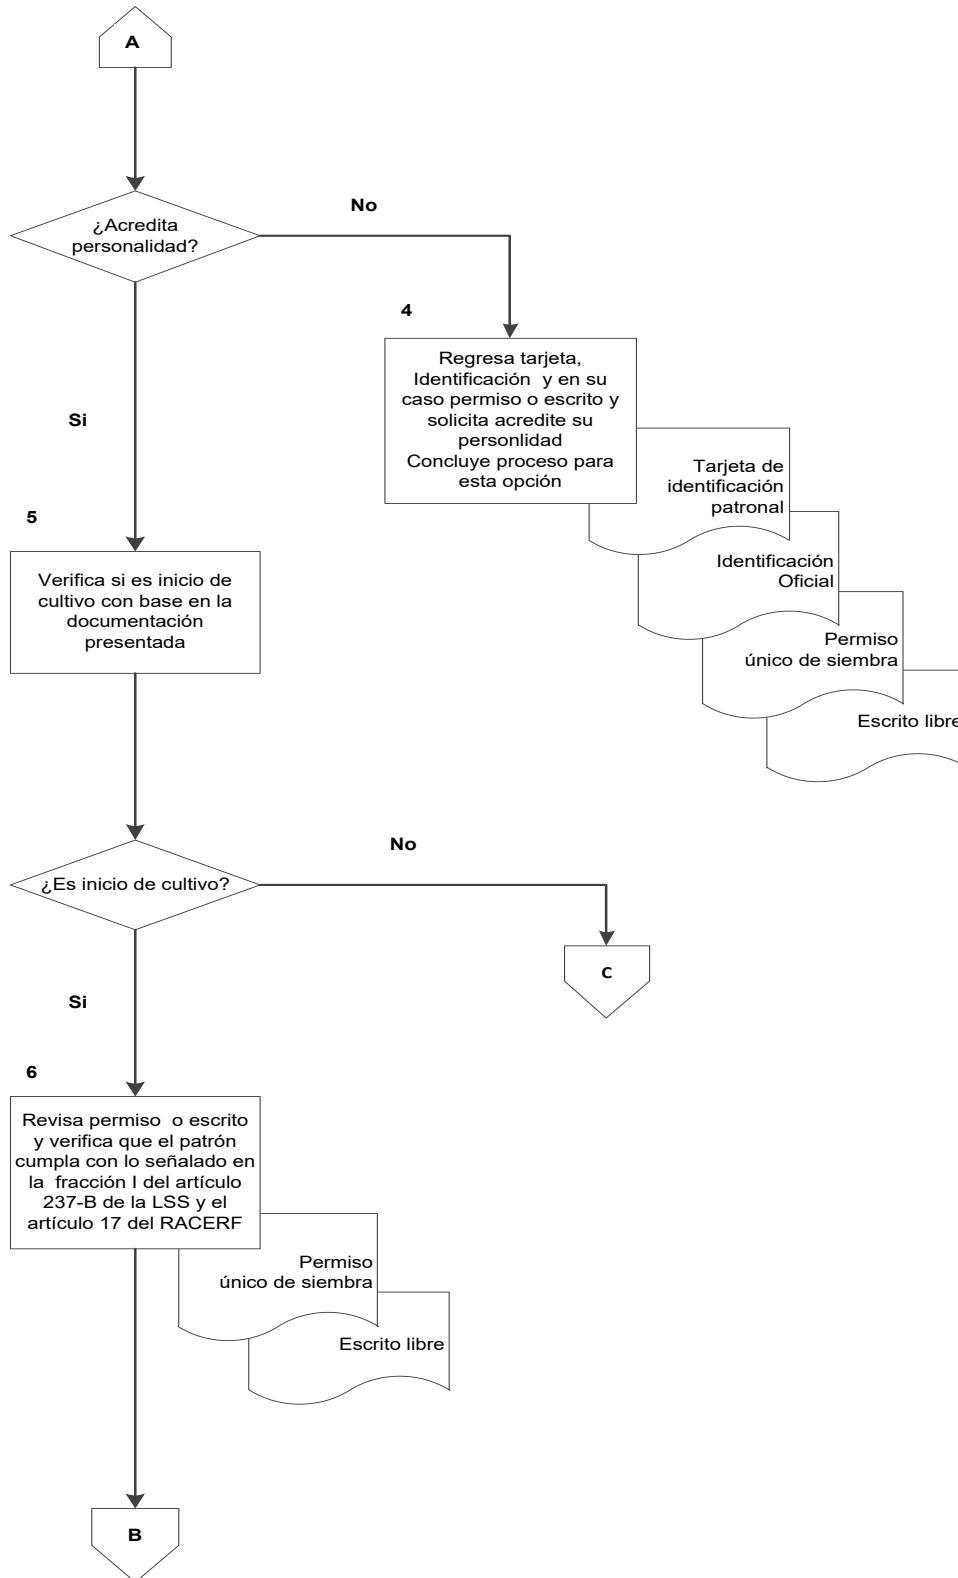 A
¿Acredita
personalidad?
No
4
Regresa tarjeta,
Identificación y en su
caso permiso o escrito y
solicita acredite su
personlidad
Concluye proceso para
esta opción
Tarjeta de
identificación
patronal
Identificación
Oficial
Permiso
único de siembra
Escrito libre
Si
5
Verifica si es inicio de
cultivo con base en la
documentación
presentada
¿Es inicio de cultivo?
No
C
Si
6
Revisa permiso o escrito
y verifica que el patrón
cumpla con lo señalado en
la fracción I del artículo
237-B de la LSS y el
artículo 17 del RACERF
Permiso
único de siembra
Escrito libre
B